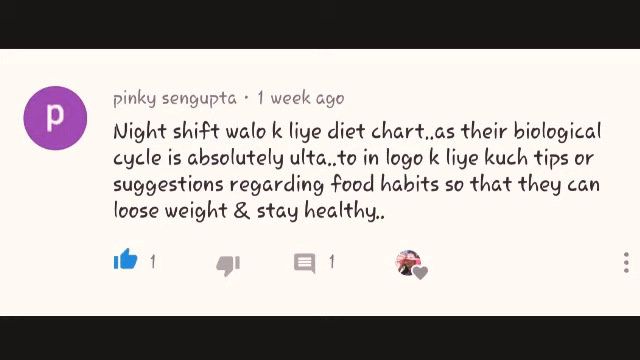 p
pinky sengupta · 1 week ago
Night shift walo k liye diet chart..as their biological
cycle is absolutely ulta..to in logo k liye kuch tips or
suggestions regarding food habits so that they can
loose weight & stay healthy..
1 1